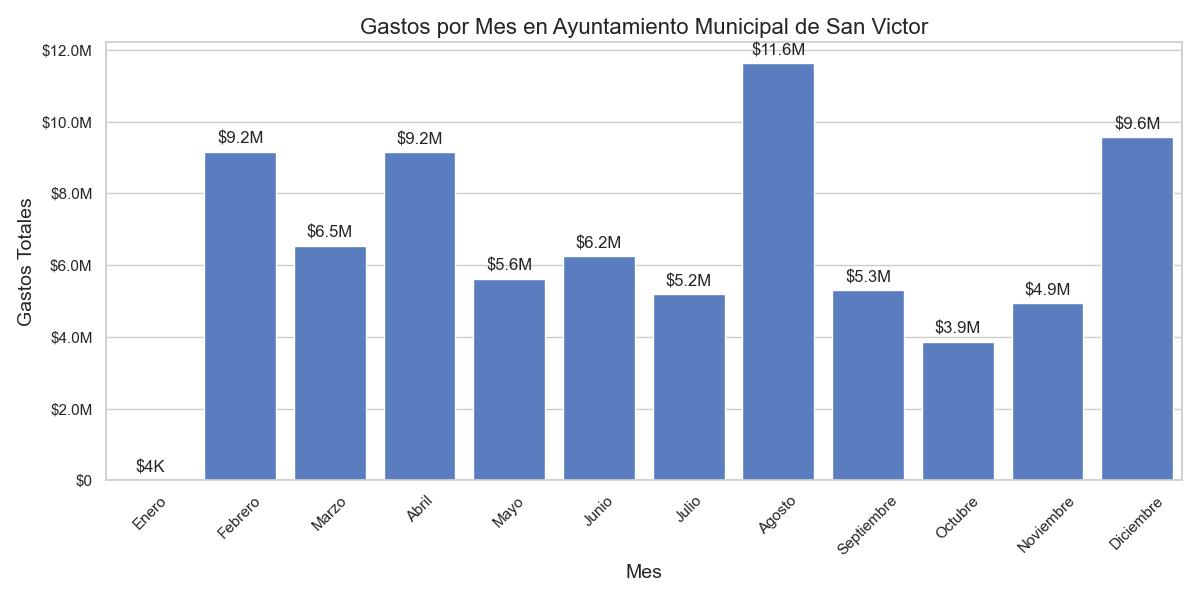 Gastos por Mes en Ayuntamiento Municipal de San Victor
Gastos Totales
$12.0M
$10.0M
$8.0M
$6.0M
$4.0M
$2.0M
$0
$4K
$9.2M
$6.5M
$9.2M
$5.6M
$6.2M
$5.2M
$11.6M
$5.3M
$3.9M
$4.9M
$9.6M
Enero
Febrero
Marzo
Abril
Mayo
Junio
Julio
Agosto
Septiembre
Octubre
Noviembre
Diciembre
Mes